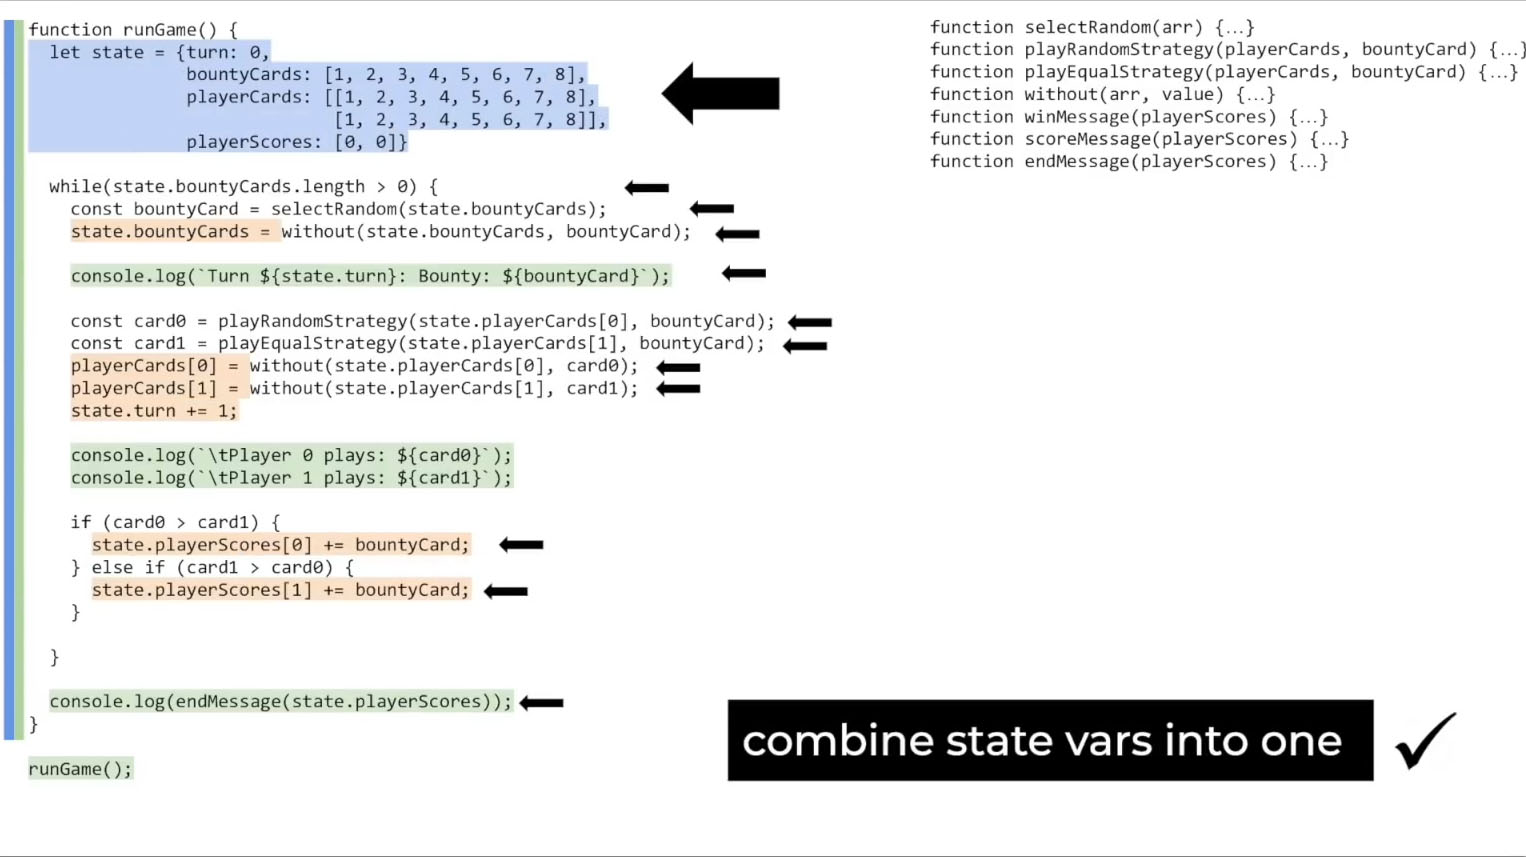 function runGame() {
let state = {turn: 0,
bountyCards: [1, 2, 3, 4, 5, 6, 7, 8],
playerCards: [[1, 2, 3, 4, 5, 6, 7, 8],
[1, 2, 3, 4, 5, 6, 7, 8]],
playerScores: [0, 0]}
while(state.bountyCards.length > 0) {
const bountyCard = selectRandom(state.bountyCards);
state.bountyCards = without(state.bountyCards, bountyCard);
console.log(`Turn ${state.turn}: Bounty: ${bountyCard}`);
const card0 = playRandomStrategy(state.playerCards[0], bountyCard);
const card1 = playEqualStrategy(state.playerCards[1], bountyCard);
playerCards[0] = without(state.playerCards[0], card0);
playerCards[1] = without(state.playerCards[1], card1);
state.turn += 1;
console.log(`\tPlayer 0 plays: ${card0}`);
console.log(`\tPlayer 1 plays: ${card1}`);
if (card0 > card1) {
state.playerScores[0] += bountyCard;
} else if (card1 > card0) {
state.playerScores[1] += bountyCard;
}
}
console.log(endMessage(state.playerScores));
}
runGame();
function selectRandom(arr) {…}
function playRandomStrategy(playerCards, bountyCard) {…}
function playEqualStrategy(playerCards, bountyCard) {…}
function without(arr, value) {…}
function winMessage(playerScores) {…}
function scoreMessage(playerScores) {…}
function endMessage(playerScores) {…}
combine state vars into one